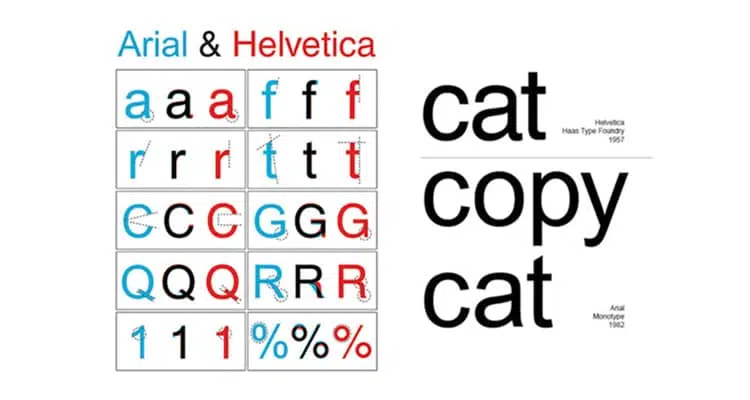 Arial & Helvetica
a a a f f f
r r r t t t
C C C G G G
Q Q Q R R R
1 1 1 % % %
cat
Helvetica
Haas Type Foundry
1957
copy
cat
Arial
Monotype
1982